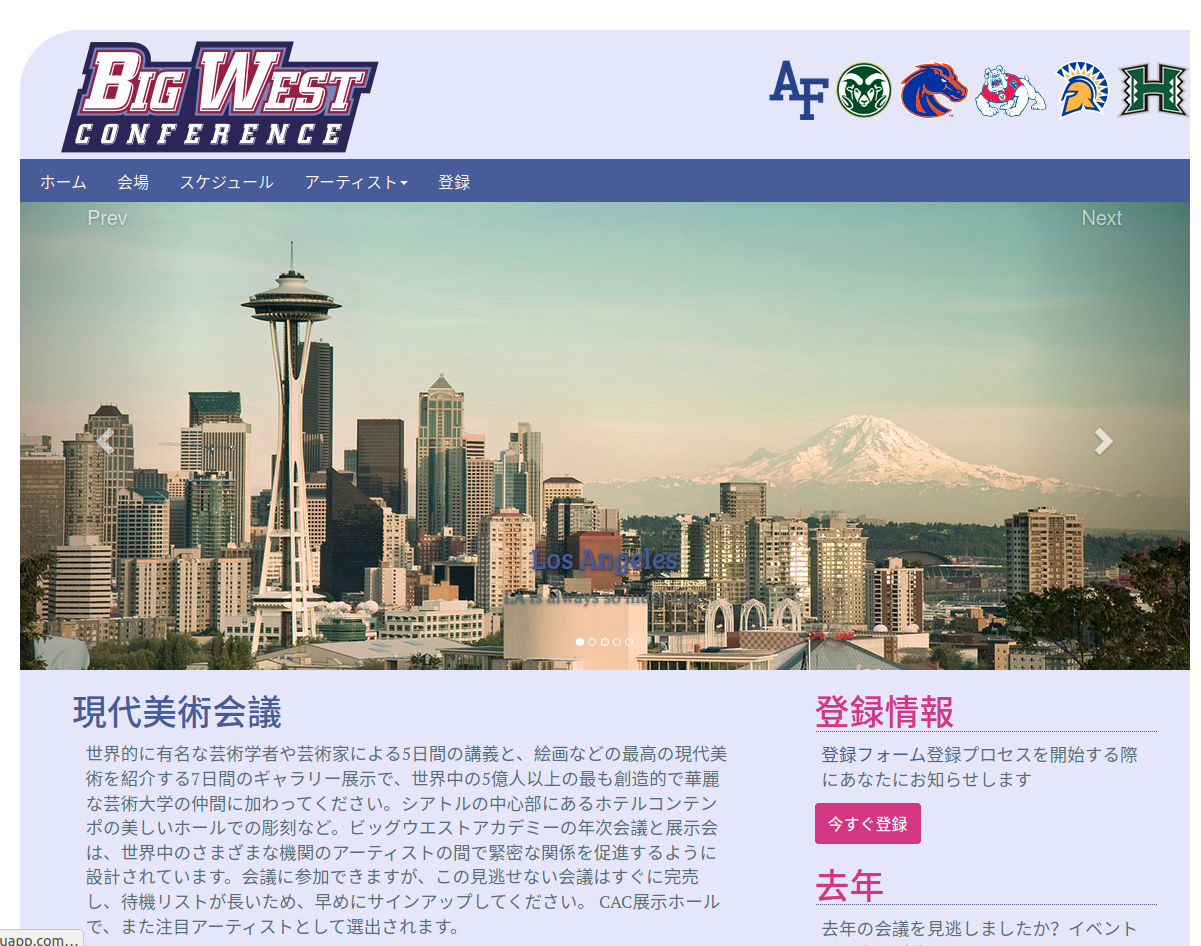 BIG WEST
CONFERENCE
AF
H
ホーム 会場 スケジュール アーティスト 登録
Prev Next
Los Angeles
LA is always so
現代美術会議
世界的に有名な芸術学者や芸術家による5日間の講義と、絵画などの最高の現代美
術を紹介する7日間のギャラリー展示で、世界中の5億人以上の最も創造的で華麗
な芸術大学の仲間に加わってください。シアトルの中心部にあるホテルコンテン
ポの美しいホールでの彫刻など。ビッグウエストアカデミーの年次会議と展示会
は、世界中のさまざまな機関のアーティストの間で緊密な関係を促進するように
設計されています。会議に参加できますが、この見逃せない会議はすぐに完売
し、待機リストが長いため、早めにサインアップしてください。 CAC展示ホール
で、また注目アーティストとして選出されます。
登録情報
登録フォーム登録プロセスを開始する際
にあなたにお知らせします
今すぐ登録
去年
去年の会議を見逃しましたか？イベント
uapp.com…